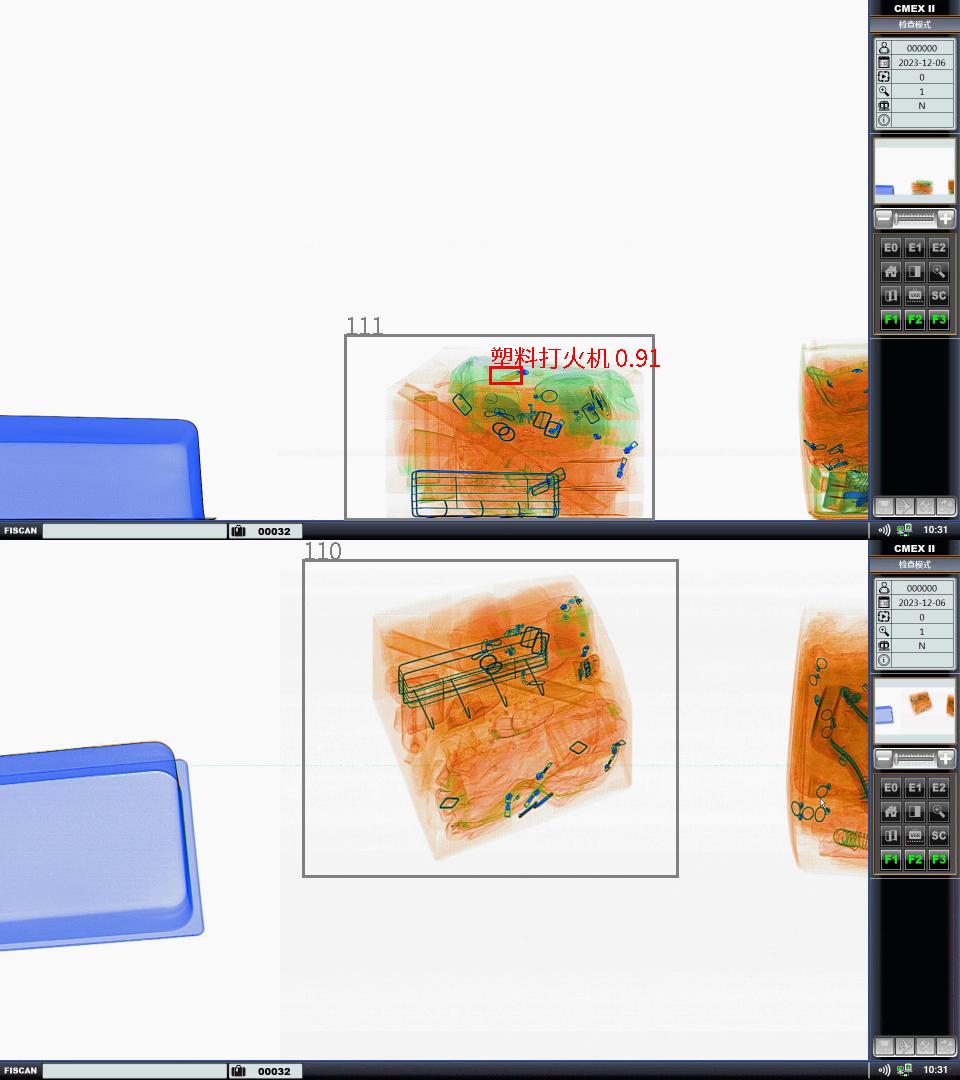 CMEX II
检查模式
000000
2023-12-06
0
1
N
E0 E1 E2
SC
F1 F2 F3
111
塑料打火机 0.91
FISCAN
00032
10:31
CMEX II
检查模式
000000
2023-12-06
0
1
N
E0 E1 E2
SC
F1 F2 F3
110
FISCAN
00032
10:31